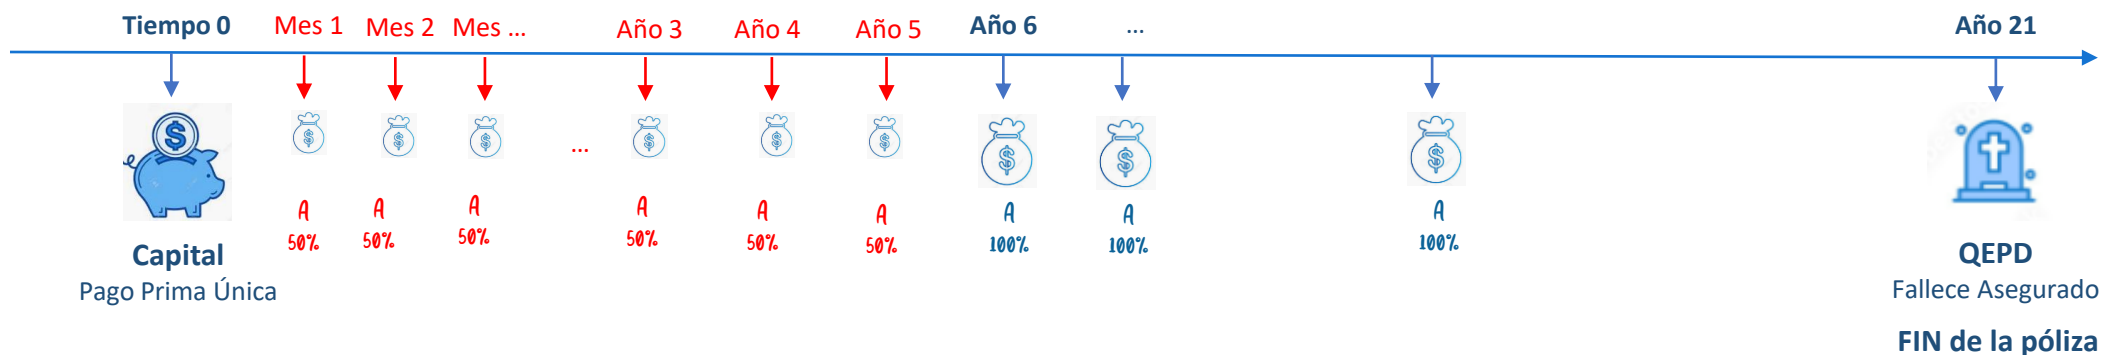 Tiempo 0 Mes 1 Mes 2 Mes ... Año 3 Año 4 Año 5 Año 6 ... Año 21
$ $ $ $ ... $ $ $ $ $ $
A A A A A A A A A
50% 50% 50% 50% 50% 50% 100% 100% 100%
Capital QEPD
Pago Prima Única Fallece Asegurado
FIN de la póliza